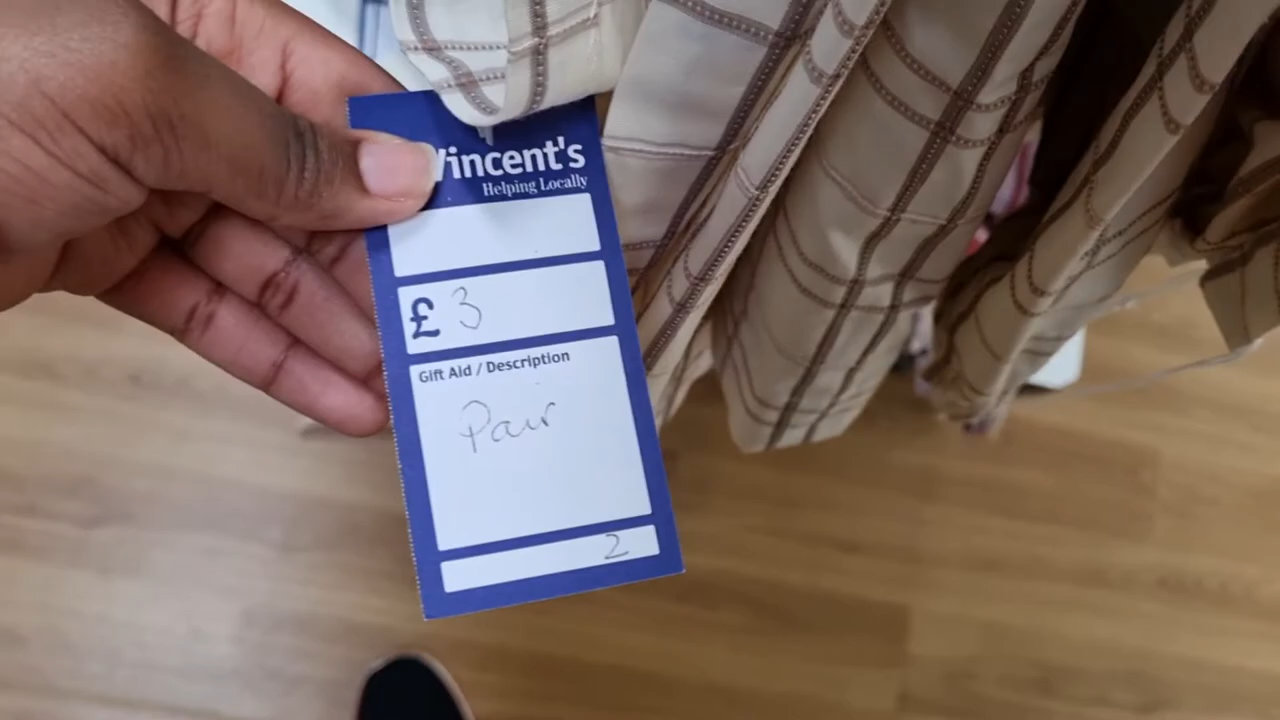 Vincent's
Helping Locally
£ 3
Gift Aid / Description
Pair
2